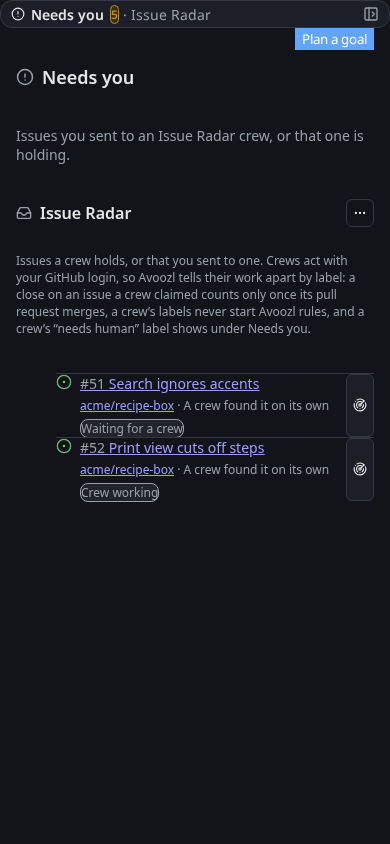 Needs you 5 · Issue Radar
Plan a goal
Needs you
Issues you sent to an Issue Radar crew, or that one is
holding.
Issue Radar
Issues a crew holds, or that you sent to one. Crews act with
your GitHub login, so Avoozl tells their work apart by label: a
close on an issue a crew claimed counts only once its pull
request merges, a crew’s labels never start Avoozl rules, and a
crew’s “needs human” label shows under Needs you.
#51 Search ignores accents
acme/recipe-box · A crew found it on its own
Waiting for a crew
#52 Print view cuts off steps
acme/recipe-box · A crew found it on its own
Crew working